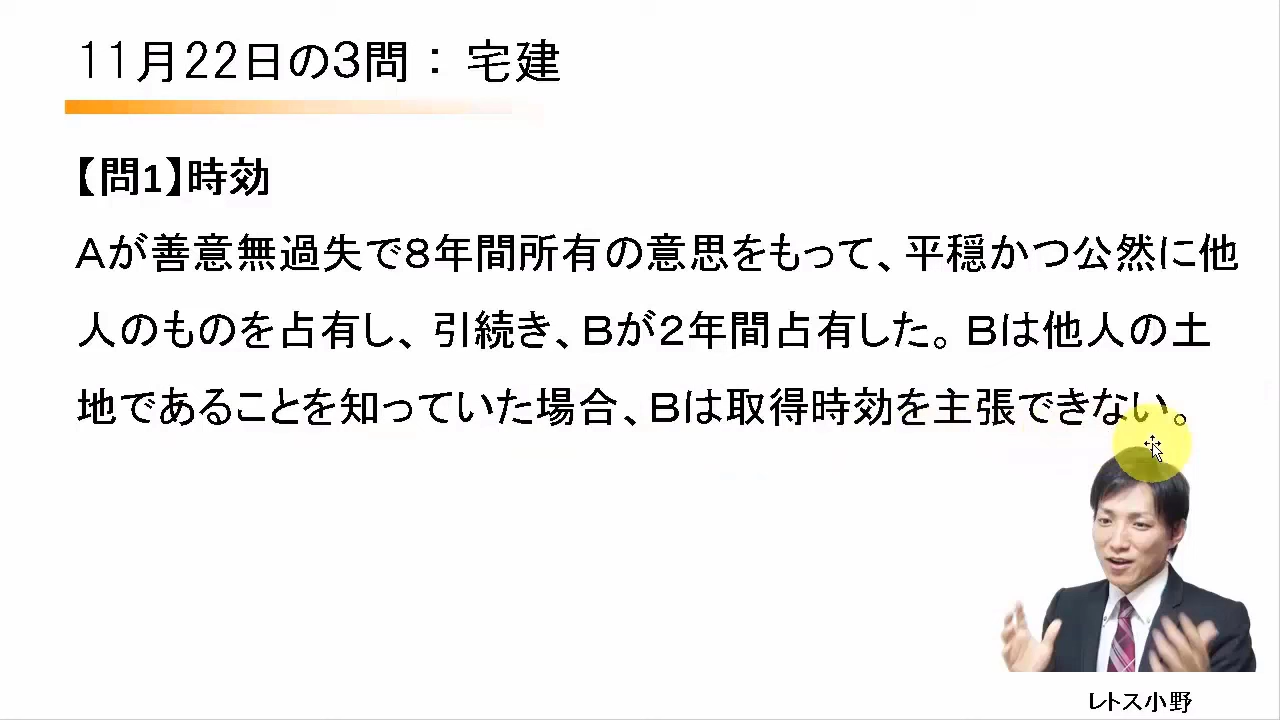 11月22日の3問： 宅建
【問1】時効
Aが善意無過失で8年間所有の意思をもって、平穏かつ公然に他
人のものを占有し、引続き、Bが2年間占有した。Bは他人の土
地であることを知っていた場合、Bは取得時効を主張できない。
レトス小野